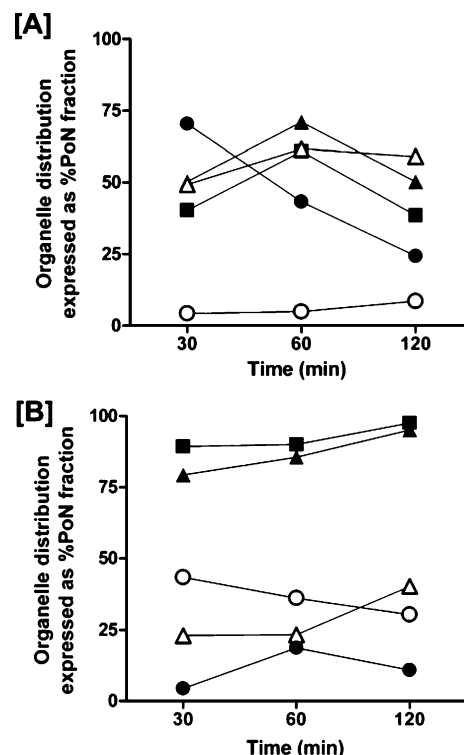 [A]
Organelle distribution
expressed as %PoN fraction
100
75
50
25
0
30
60
120
Time (min)
[B]
Organelle distribution
expressed as %PoN fraction
100
75
50
25
0
30
60
120
Time (min)